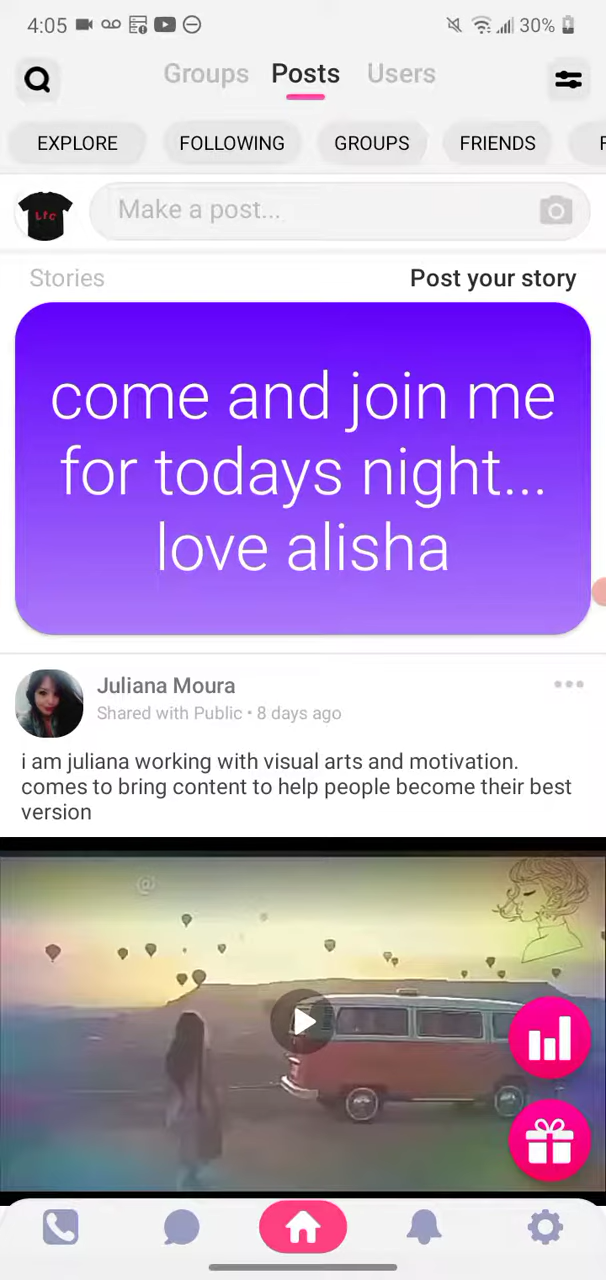 4:05
30%
Groups Posts Users
EXPLORE FOLLOWING GROUPS FRIENDS F
Lfc
Make a post...
Stories Post your story
come and join me
for todays night...
love alisha
Juliana Moura
Shared with Public • 8 days ago
i am juliana working with visual arts and motivation.
comes to bring content to help people become their best
version
@